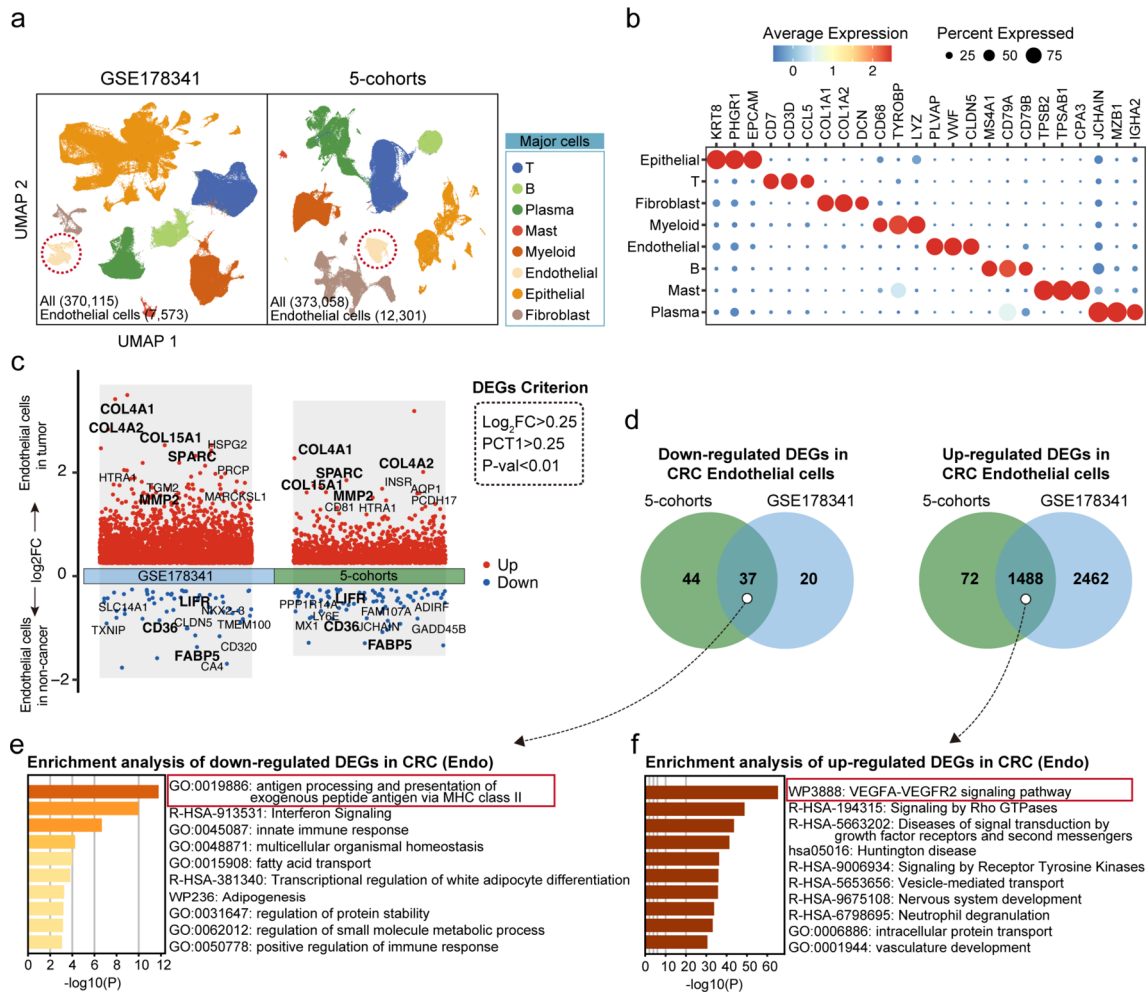 a
GSE178341
5-cohorts
UMAP 2
All (370,115)
Endothelial cells (7,573)
All (373,058)
Endothelial cells (12,301)
UMAP 1
Major cells
T
B
Plasma
Mast
Myeloid
Endothelial
Epithelial
Fibroblast
b
Average Expression
0 1 2
Percent Expressed
25 50 75
KRT8 PHGR1 EPCAM CD7 CD3D CCL5 COL1A1 COL1A2 DCN CD68 TYROBP LYZ PLVAP VWF CLDN5 MS4A1 CD79A CD79B TPSB2 TPSAB1 CPA3 JCHAIN MZB1 IGHA2
Epithelial
T
Fibroblast
Myeloid
Endothelial
B
Mast
Plasma
c
Endothelial cells
in tumor
log2FC
Endothelial cells
in non-cancer
2
0
−2
COL4A1
COL4A2
COL15A1
HSPG2
SPARC
PRCP
HTRA1
TGM2
MARCKSL1
MMP2
COL4A1
COL4A2
SPARC
INSR
COL15A1
AQP1
MMP2
PCDH17
CD81
HTRA1
GSE178341
5-cohorts
SLC14A1
LIFR
NKX2−3
TXNIP
CLDN5
TMEM100
CD36
CD320
FABP5
CA4
PPP1R14A
LIFR
ADIRF
LY6E
FAM107A
MX1
CD36
JCHAIN
GADD45B
FABP5
DEGs Criterion
Log2FC>0.25
PCT1>0.25
P-val<0.01
Up
Down
d
Down-regulated DEGs in
CRC Endothelial cells
5-cohorts
GSE178341
44
37
20
Up-regulated DEGs in
CRC Endothelial cells
5-cohorts
GSE178341
72
1488
2462
e
Enrichment analysis of down-regulated DEGs in CRC (Endo)
GO:0019886: antigen processing and presentation of
exogenous peptide antigen via MHC class II
R-HSA-913531: Interferon Signaling
GO:0045087: innate immune response
GO:0048871: multicellular organismal homeostasis
GO:0015908: fatty acid transport
R-HSA-381340: Transcriptional regulation of white adipocyte differentiation
WP236: Adipogenesis
GO:0031647: regulation of protein stability
GO:0062012: regulation of small molecule metabolic process
GO:0050778: positive regulation of immune response
0 2 4 6 8 10 12
-log10(P)
f
Enrichment analysis of up-regulated DEGs in CRC (Endo)
WP3888: VEGFA-VEGFR2 signaling pathway
R-HSA-194315: Signaling by Rho GTPases
R-HSA-5663202: Diseases of signal transduction by
growth factor receptors and second messengers
hsa05016: Huntington disease
R-HSA-9006934: Signaling by Receptor Tyrosine Kinases
R-HSA-5653656: Vesicle-mediated transport
R-HSA-9675108: Nervous system development
R-HSA-6798695: Neutrophil degranulation
GO:0006886: intracellular protein transport
GO:0001944: vasculature development
0 10 20 30 40 50 60
-log10(P)